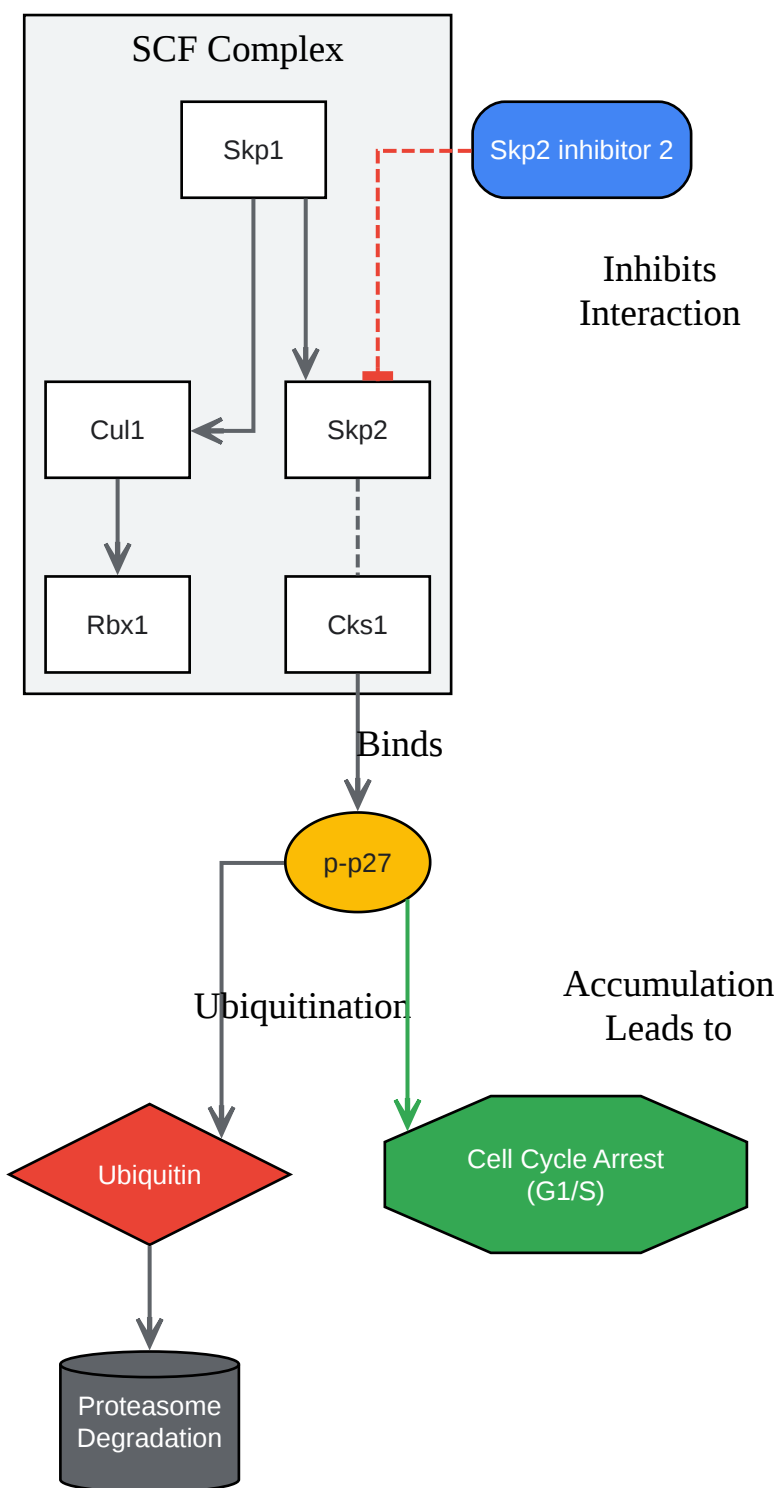 SCF Complex
Skp1
Skp2 inhibitor 2
Inhibits
Interaction
Cul1
Skp2
Rbx1
Cks1
Binds
p-p27
Ubiquitination
Accumulation
Leads to
Ubiquitin
Cell Cycle Arrest
(G1/S)
Proteasome
Degradation